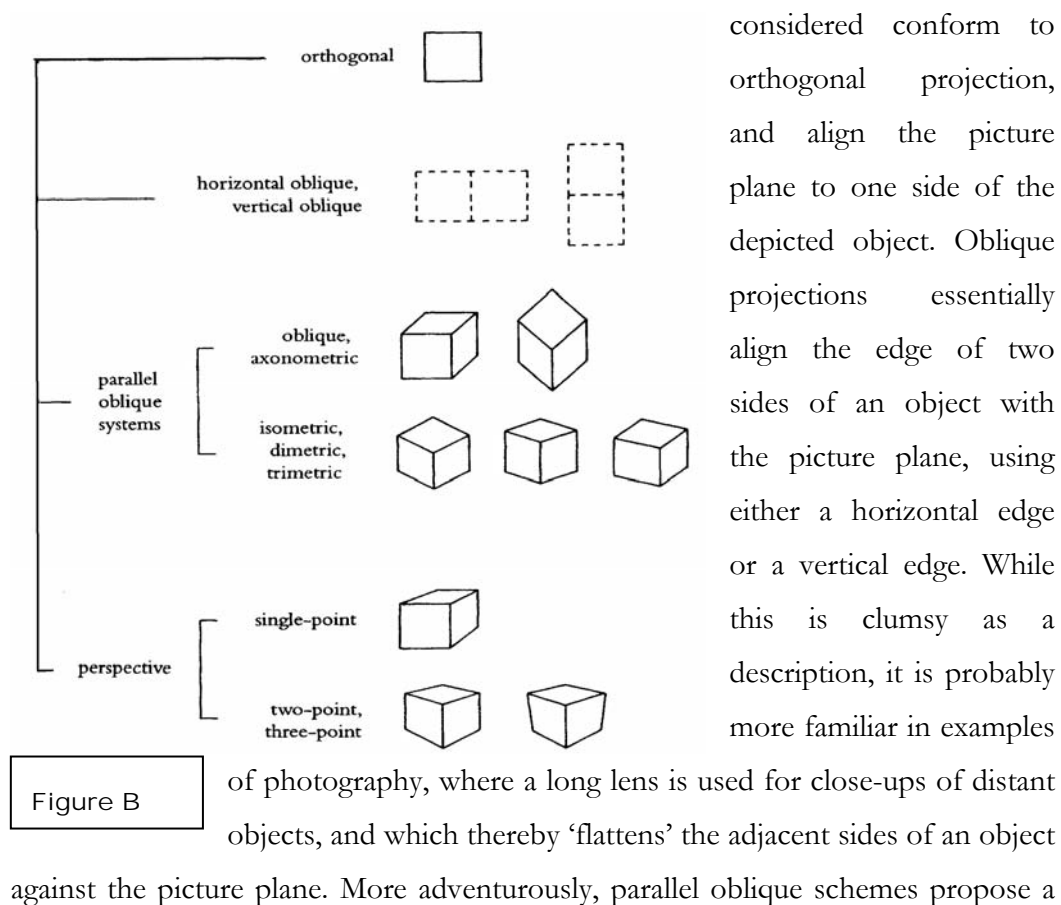 orthogonal
horizontal oblique,
vertical oblique
oblique,
axonometric
parallel
oblique
systems
isometric,
dimetric,
trimetric
single-point
perspective
two-point,
three-point
Figure B
considered conform to
orthogonal projection,
and align the picture
plane to one side of the
depicted object. Oblique
projections essentially
align the edge of two
sides of an object with
the picture plane, using
either a horizontal edge
or a vertical edge. While
this is clumsy as a
description, it is probably
more familiar in examples
of photography, where a long lens is used for close-ups of distant
objects, and which thereby ‘flattens’ the adjacent sides of an object
against the picture plane. More adventurously, parallel oblique schemes propose a